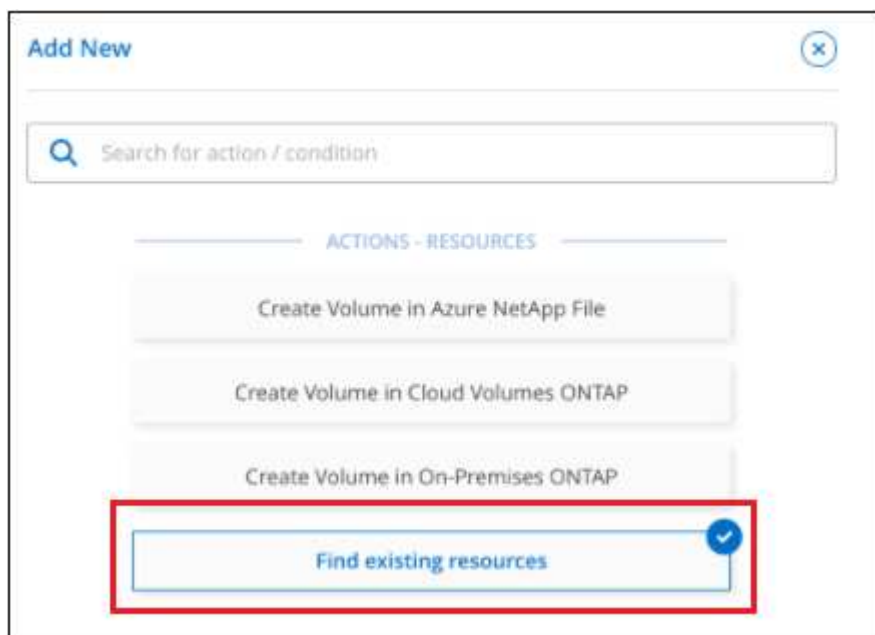 Add New
Search for action / condition
ACTIONS - RESOURCES
Create Volume in Azure NetApp File
Create Volume in Cloud Volumes ONTAP
Create Volume in On-Premises ONTAP
Find existing resources